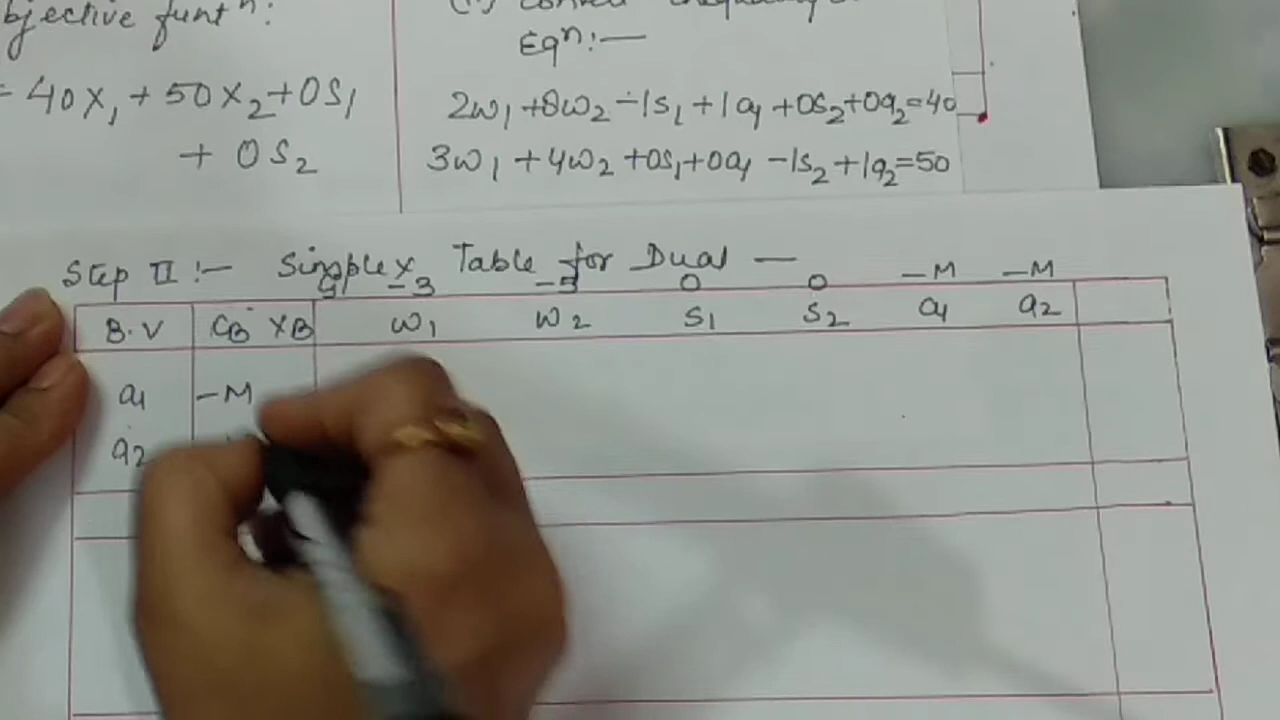 bjective funtⁿ:
= 40x₁ + 50x₂ + 0S₁
+ 0S₂
Eqⁿ:—
2w₁ + 8w₂ - 1S₁ + 1a₁ + 0S₂ + 0a₂ = 40
3w₁ + 4w₂ + 0S₁ + 0a₁ - 1S₂ + 1a₂ = 50
Step II :- Simplex Table for Dual —
Cj -3 -5 0 0 -M -M
B.V CB XB w₁ w₂ S₁ S₂ a₁ a₂
a₁ -M
a₂